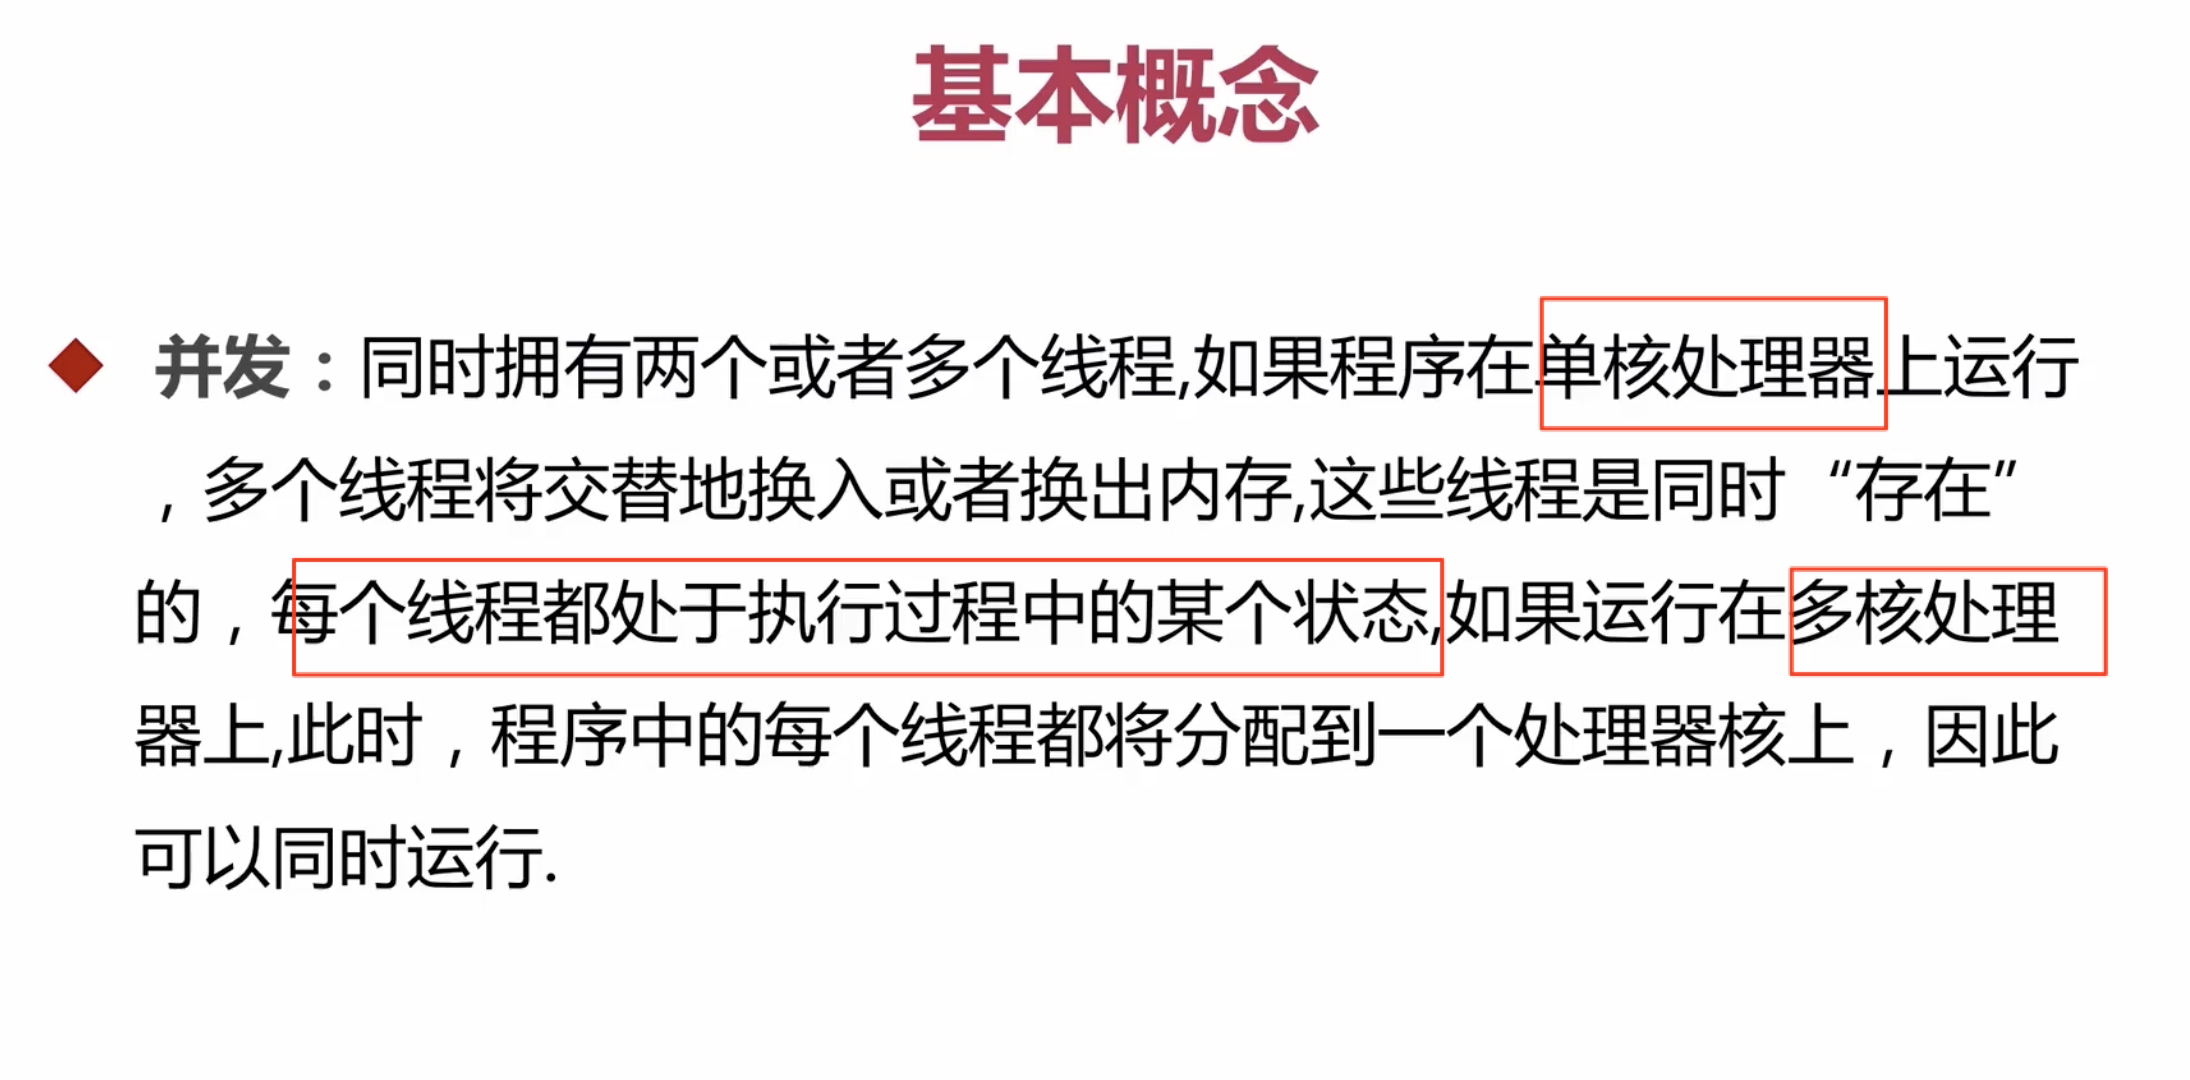 基本概念
并发：同时拥有两个或者多个线程,如果程序在单核处理器上运行
，多个线程将交替地换入或者换出内存,这些线程是同时“存在”
的，每个线程都处于执行过程中的某个状态,如果运行在多核处理
器上,此时，程序中的每个线程都将分配到一个处理器核上，因此
可以同时运行.